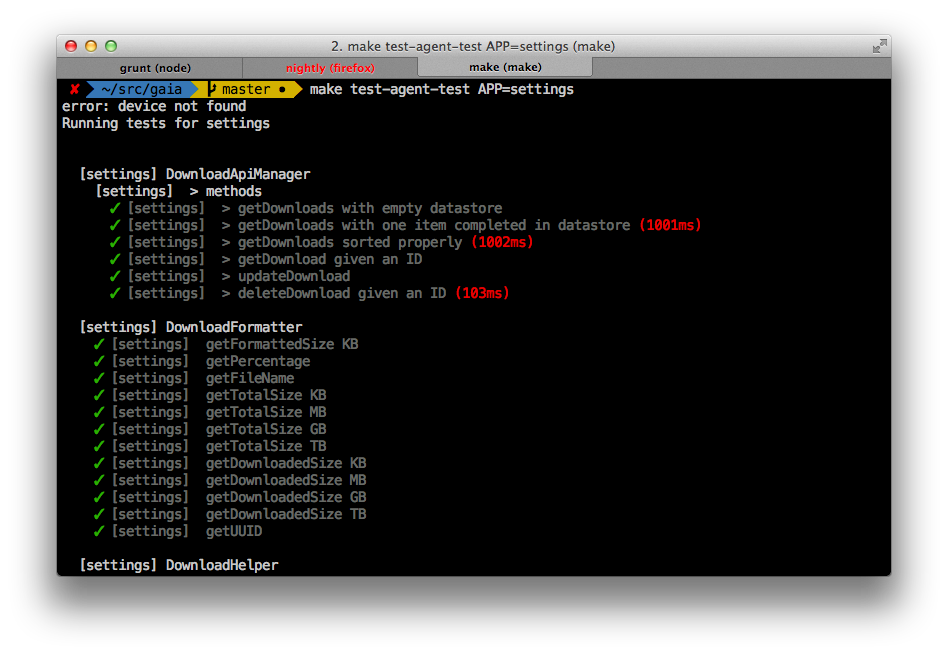 2. make test-agent-test APP=settings (make)
grunt (node) nightly (firefox) make (make)
✘ ~/src/gaia master ● make test-agent-test APP=settings
error: device not found
Running tests for settings
[settings] DownloadApiManager
[settings] > methods
✓ [settings] > getDownloads with empty datastore
✓ [settings] > getDownloads with one item completed in datastore (1001ms)
✓ [settings] > getDownloads sorted properly (1002ms)
✓ [settings] > getDownload given an ID
✓ [settings] > updateDownload
✓ [settings] > deleteDownload given an ID (103ms)
[settings] DownloadFormatter
✓ [settings] getFormattedSize KB
✓ [settings] getPercentage
✓ [settings] getFileName
✓ [settings] getTotalSize KB
✓ [settings] getTotalSize MB
✓ [settings] getTotalSize GB
✓ [settings] getTotalSize TB
✓ [settings] getDownloadedSize KB
✓ [settings] getDownloadedSize MB
✓ [settings] getDownloadedSize GB
✓ [settings] getDownloadedSize TB
✓ [settings] getUUID
[settings] DownloadHelper